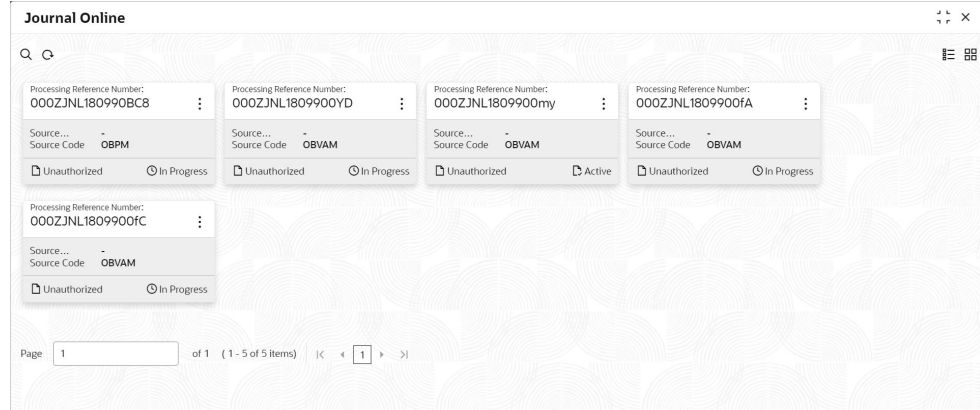 Journal Online
Processing Reference Number:
000ZJNL180990BC8
Source... -
Source Code OBPM
Unauthorized In Progress
Processing Reference Number:
000ZJNL1809900YD
Source... -
Source Code OBVAM
Unauthorized In Progress
Processing Reference Number:
000ZJNL1809900my
Source... -
Source Code OBVAM
Unauthorized Active
Processing Reference Number:
000ZJNL1809900fA
Source... -
Source Code OBVAM
Unauthorized In Progress
Processing Reference Number:
000ZJNL1809900fC
Source... -
Source Code OBVAM
Unauthorized In Progress
Page 1 of 1 ( 1 - 5 of 5 items) 1